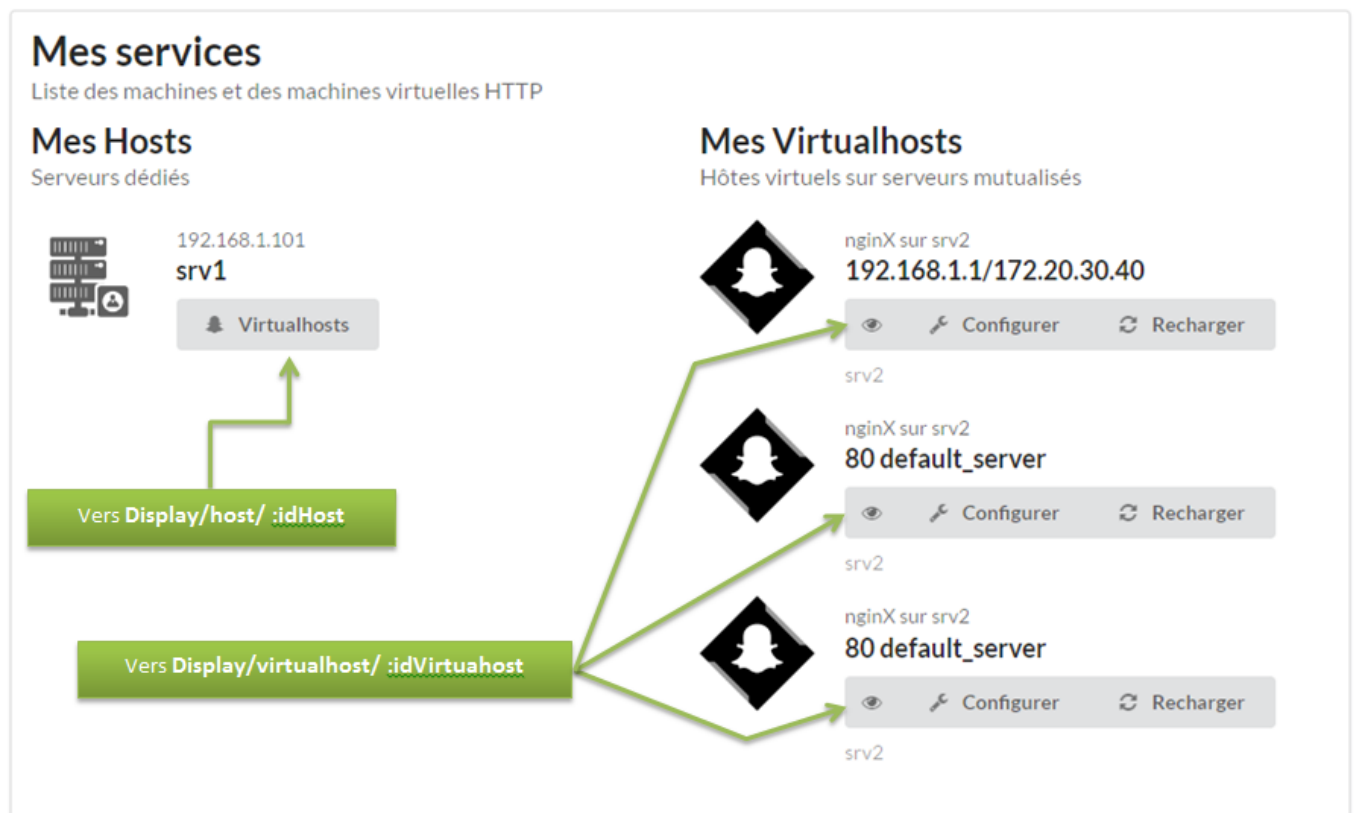 Mes services
Liste des machines et des machines virtuelles HTTP
Mes Hosts
Serveurs dédiés
192.168.1.101
srv1
Virtualhosts
Vers Display/host/ :idHost
Vers Display/virtualhost/ :idVirtuahost
Mes Virtualhosts
Hôtes virtuels sur serveurs mutualisés
nginX sur srv2
192.168.1.1/172.20.30.40
Configurer Recharger
srv2
nginX sur srv2
80 default_server
Configurer Recharger
srv2
nginX sur srv2
80 default_server
Configurer Recharger
srv2